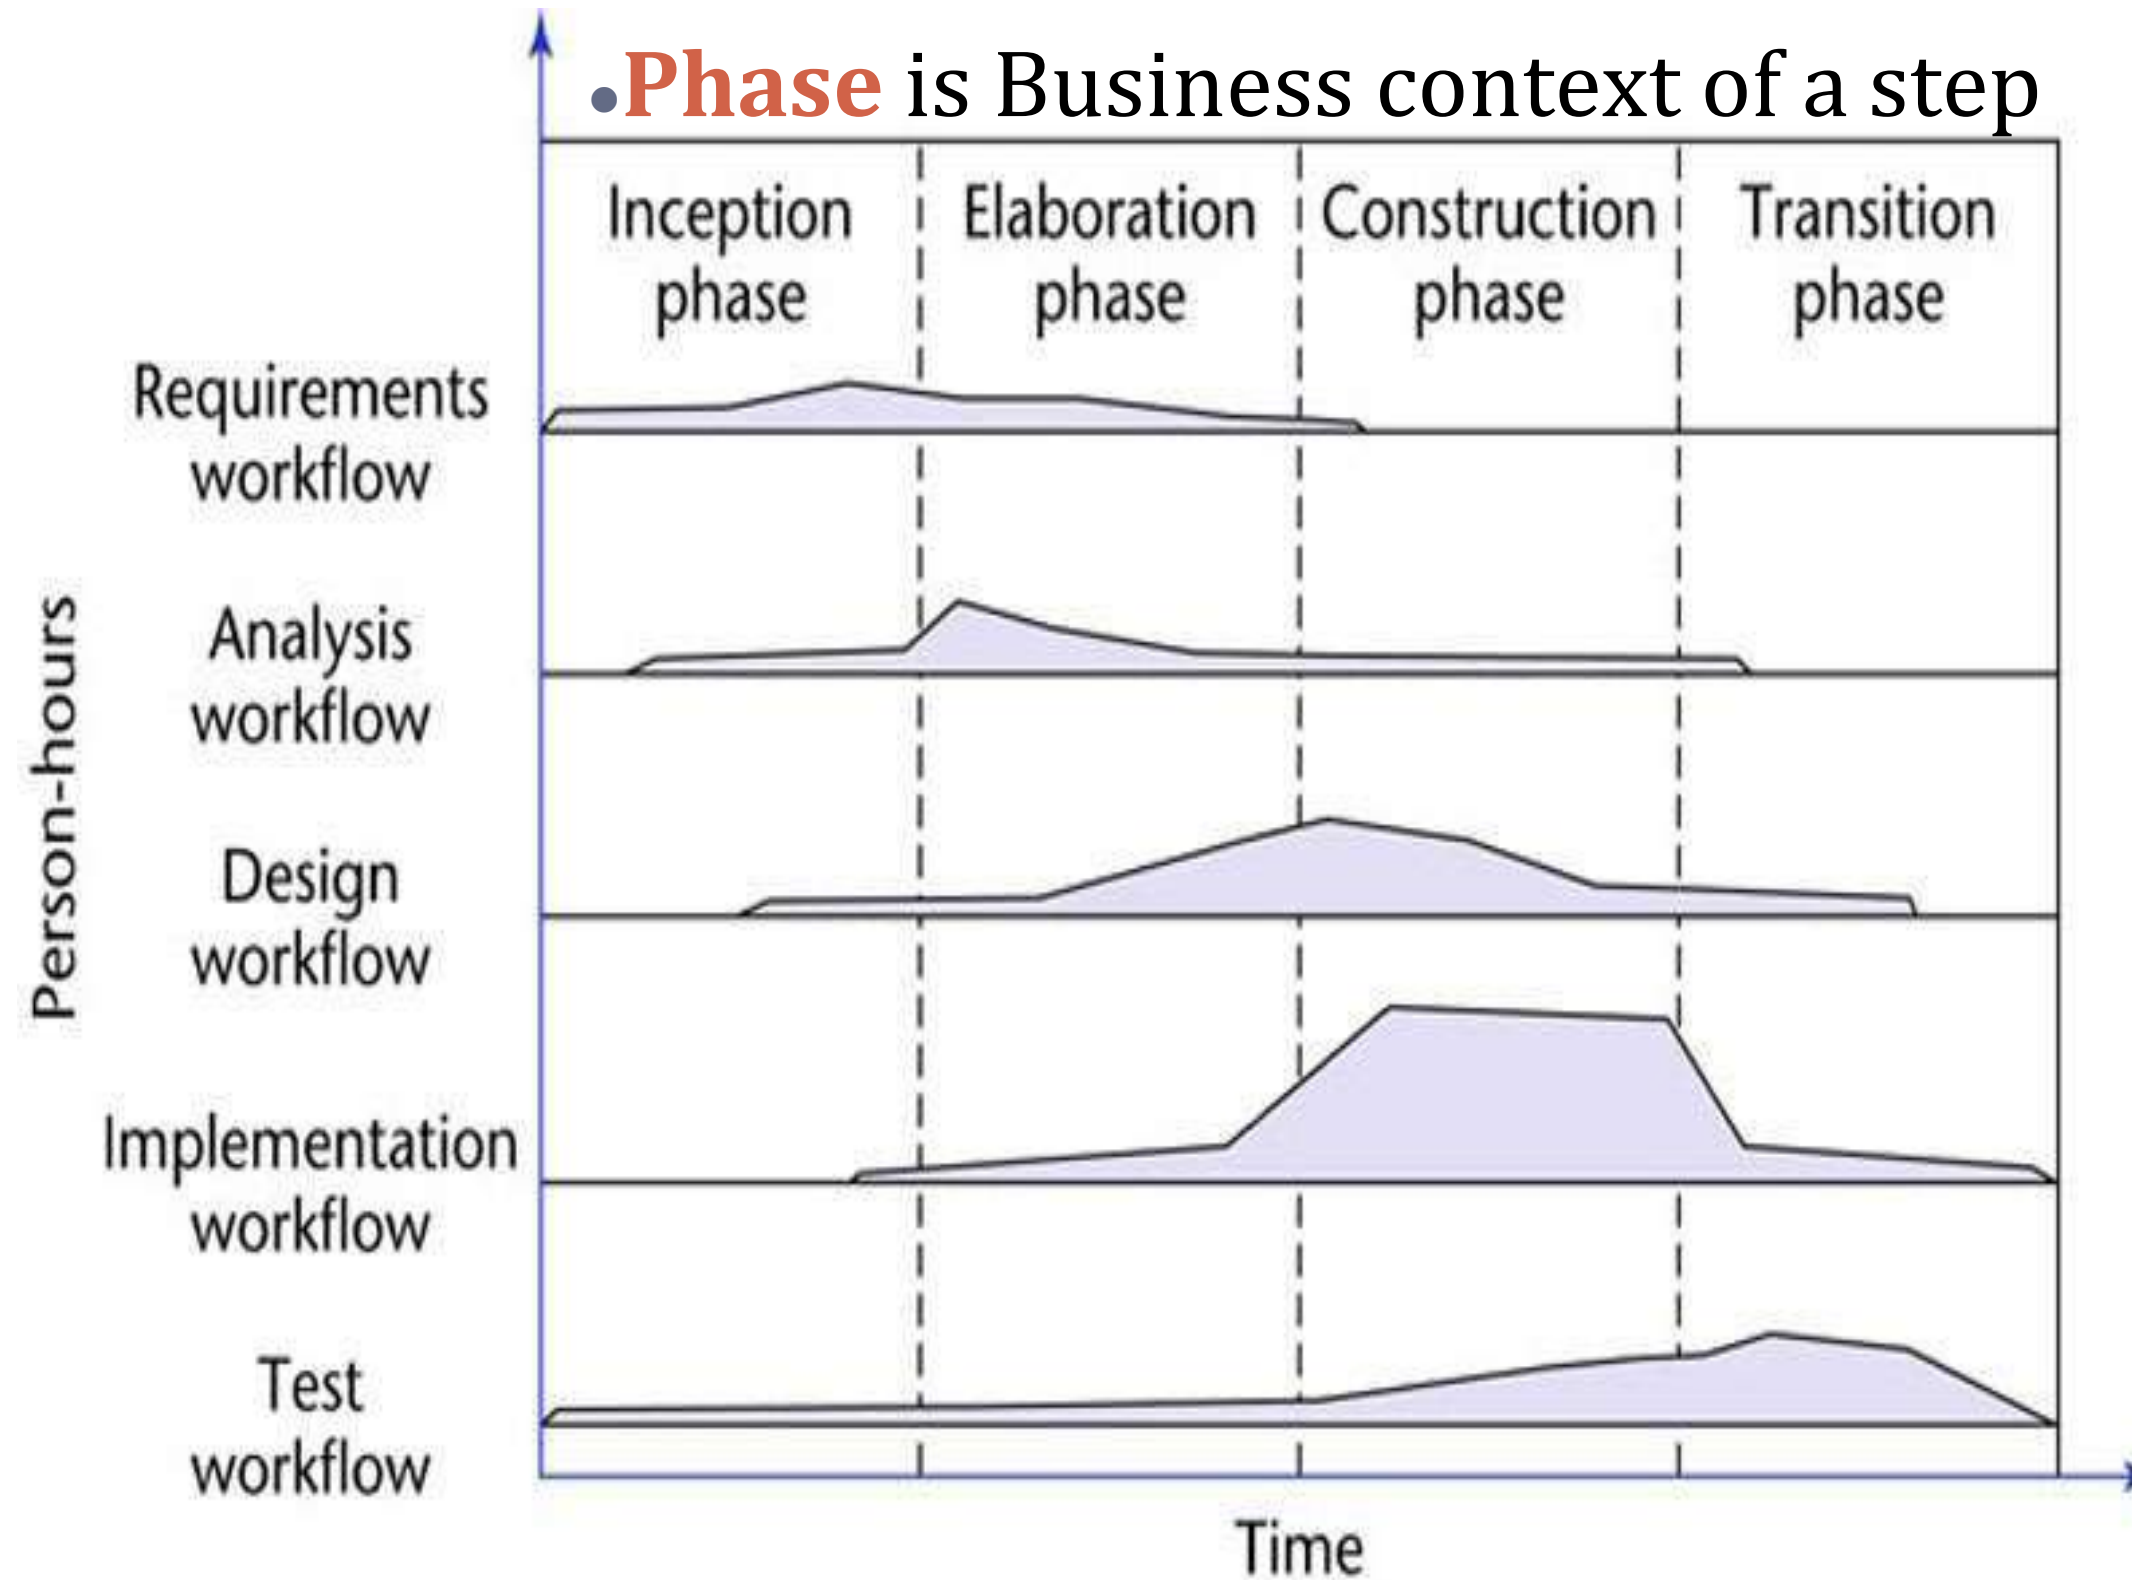 •Phase is Business context of a step
Inception
phase
Elaboration
phase
Construction
phase
Transition
phase
Requirements
workflow
Analysis
workflow
Design
workflow
Implementation
workflow
Test
workflow
Person-hours
Time